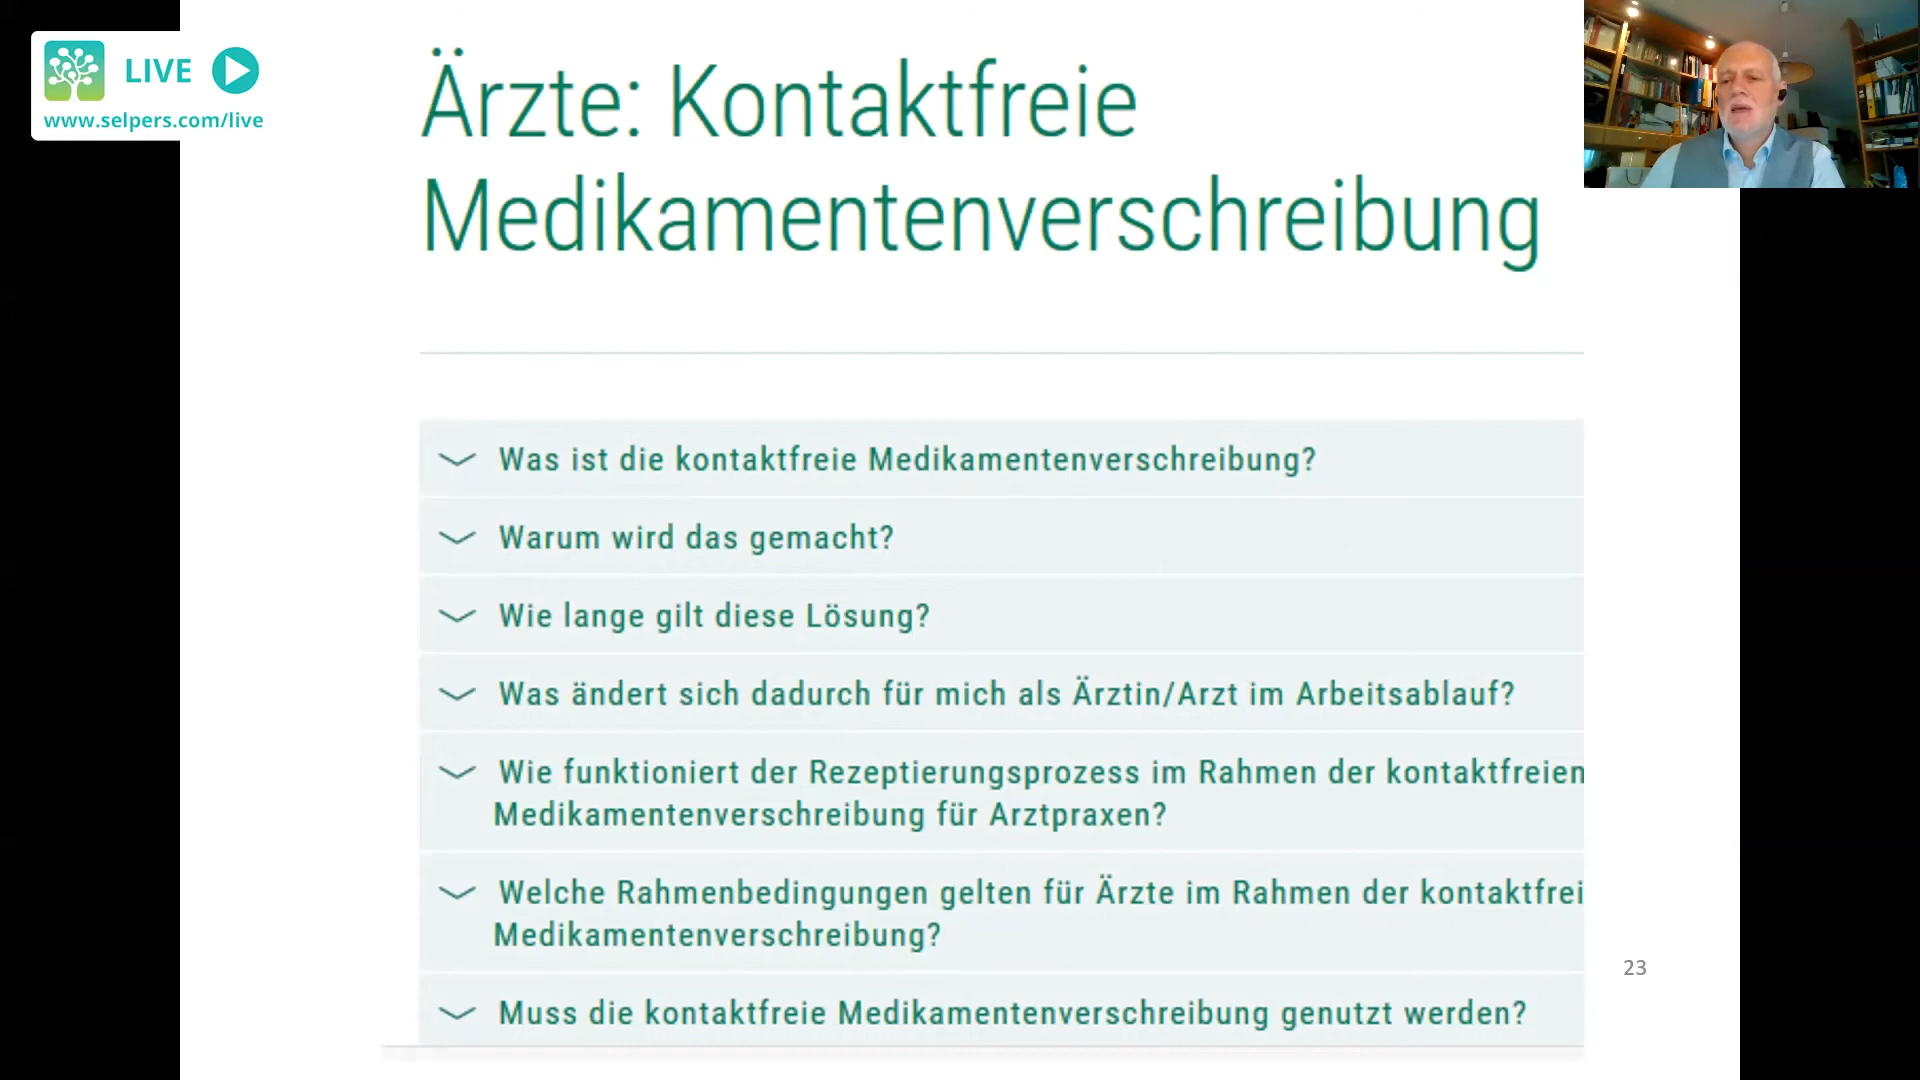 LIVE
www.selpers.com/live
Ärzte: Kontaktfreie
Medikamentenverschreibung
Was ist die kontaktfreie Medikamentenverschreibung?
Warum wird das gemacht?
Wie lange gilt diese Lösung?
Was ändert sich dadurch für mich als Ärztin/Arzt im Arbeitsablauf?
Wie funktioniert der Rezeptierungsprozess im Rahmen der kontaktfreien
Medikamentenverschreibung für Arztpraxen?
Welche Rahmenbedingungen gelten für Ärzte im Rahmen der kontaktfrei
Medikamentenverschreibung?
Muss die kontaktfreie Medikamentenverschreibung genutzt werden?
23